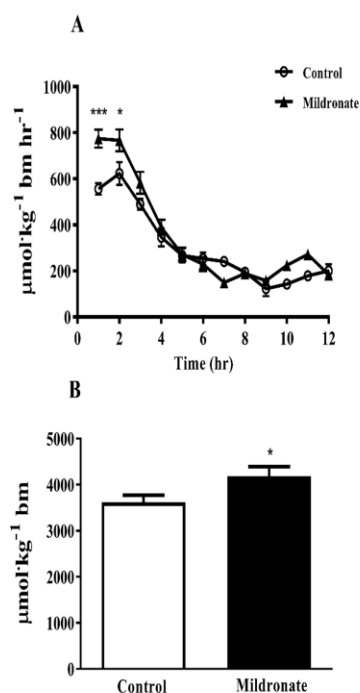 A
1000
800
600
400
200
0
*** *
Control
Mildronate
µmol·kg⁻¹ bm hr⁻¹
0 2 4 6 8 10 12
Time (hr)
B
5000
4000
3000
2000
1000
0
*
µmol·kg⁻¹ bm
Control Mildronate